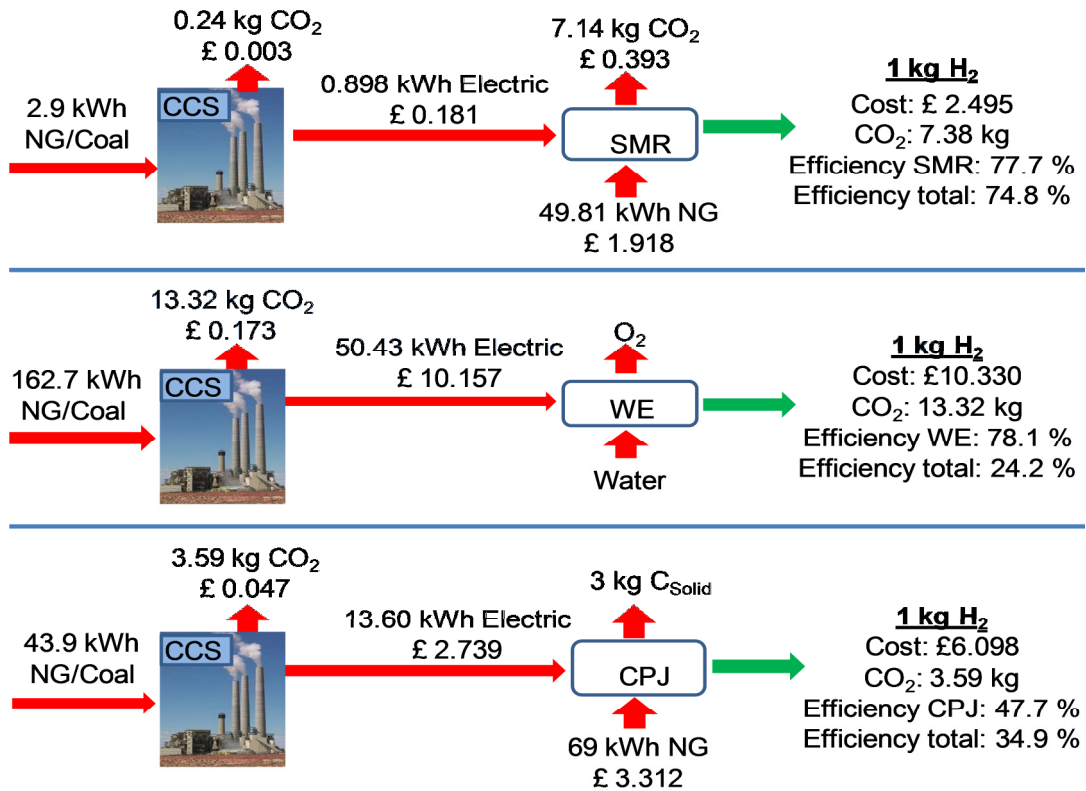 0.24 kg CO₂
£ 0.003
2.9 kWh
NG/Coal
CCS
0.898 kWh Electric
£ 0.181
7.14 kg CO₂
£ 0.393
SMR
49.81 kWh NG
£ 1.918
1 kg H₂
Cost: £ 2.495
CO₂: 7.38 kg
Efficiency SMR: 77.7 %
Efficiency total: 74.8 %
13.32 kg CO₂
£ 0.173
162.7 kWh
NG/Coal
CCS
50.43 kWh Electric
£ 10.157
O₂
WE
Water
1 kg H₂
Cost: £10.330
CO₂: 13.32 kg
Efficiency WE: 78.1 %
Efficiency total: 24.2 %
3.59 kg CO₂
£ 0.047
43.9 kWh
NG/Coal
CCS
13.60 kWh Electric
£ 2.739
3 kg C_Solid
CPJ
69 kWh NG
£ 3.312
1 kg H₂
Cost: £6.098
CO₂: 3.59 kg
Efficiency CPJ: 47.7 %
Efficiency total: 34.9 %